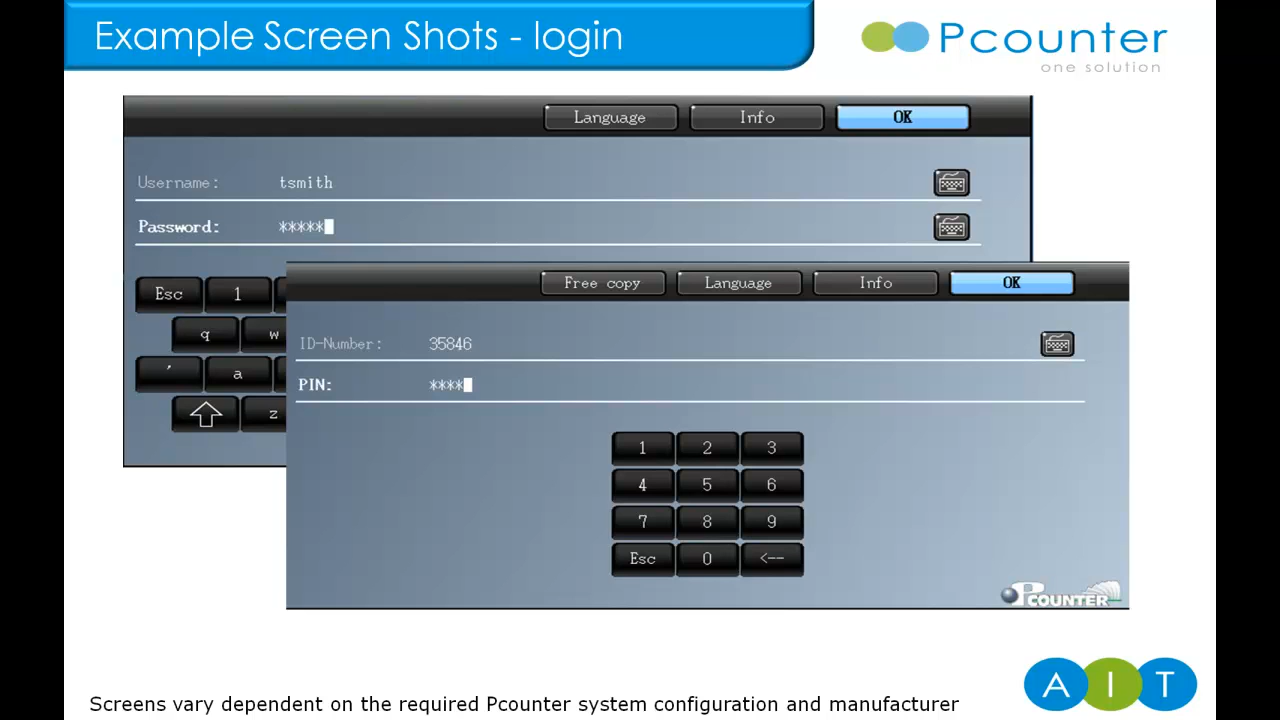 Example Screen Shots - login
Pcounter
one solution
Language Info OK
Username: tsmith
Password: *****
Esc 1
q w
' a
z
Free copy Language Info OK
ID-Number: 35846
PIN: ****
1 2 3
4 5 6
7 8 9
Esc 0 <--
PCOUNTER
A I T
Screens vary dependent on the required Pcounter system configuration and manufacturer